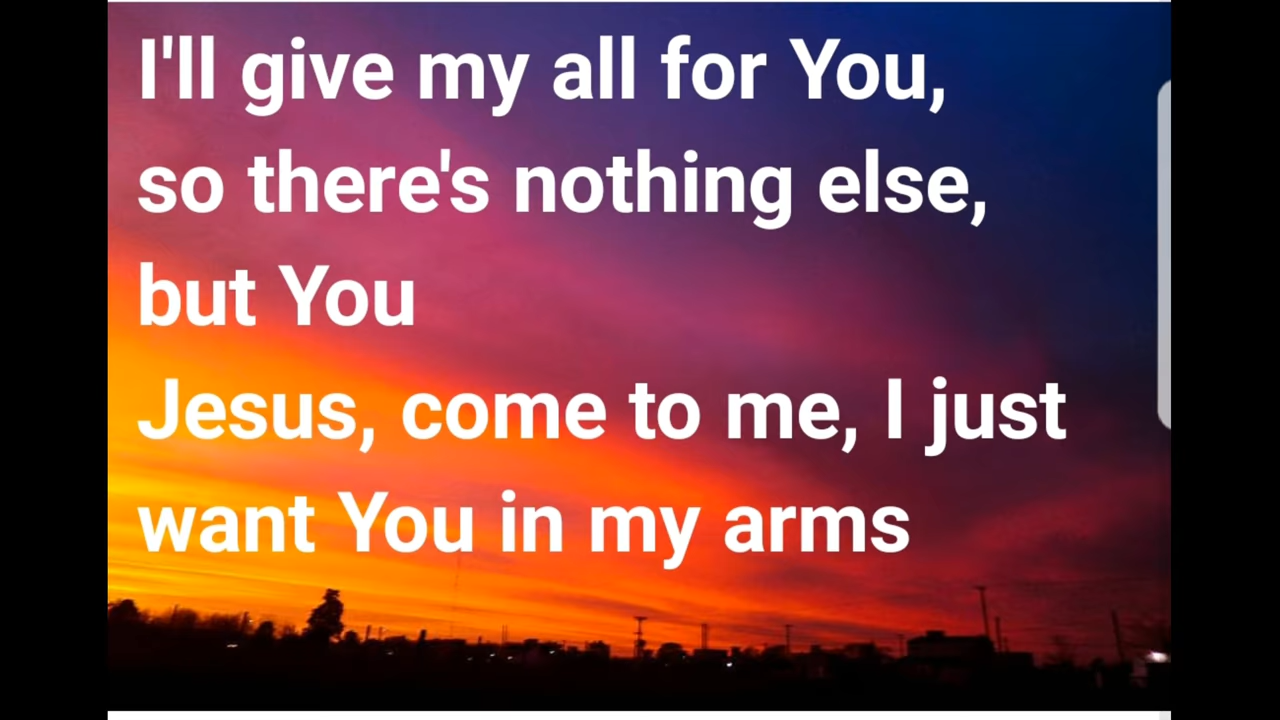 I'll give my all for You,
so there's nothing else,
but You
Jesus, come to me, I just
want You in my arms